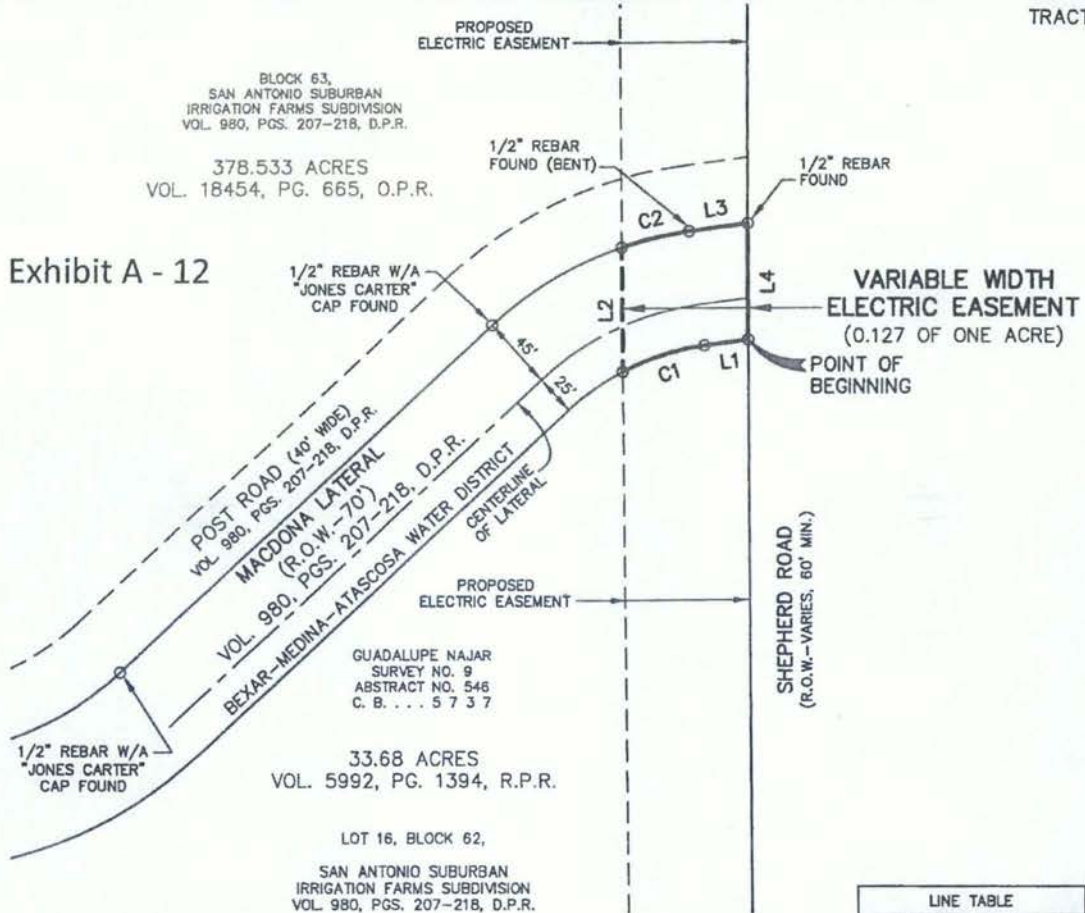 TRACT
PROPOSED
ELECTRIC EASEMENT
BLOCK 63,
SAN ANTONIO SUBURBAN
IRRIGATION FARMS SUBDIVISION
VOL. 980, PGS. 207-218, D.P.R.
378.533 ACRES
VOL. 18454, PG. 665, O.P.R.
1/2" REBAR
FOUND (BENT)
1/2" REBAR
FOUND
C2
L3
Exhibit A - 12
1/2" REBAR W/A
"JONES CARTER"
CAP FOUND
L2
L4
VARIABLE WIDTH
ELECTRIC EASEMENT
(0.127 OF ONE ACRE)
45'
25'
C1
L1
POINT OF
BEGINNING
POST ROAD (40' WIDE)
VOL. 980, PGS. 207-218, D.P.R.
MACDONA LATERAL
(R.O.W.-70')
VOL. 980, PGS. 207-218, D.P.R.
BEXAR-MEDINA-ATASCOSA WATER DISTRICT
CENTERLINE
OF LATERAL
PROPOSED
ELECTRIC EASEMENT
SHEPHERD ROAD
(R.O.W.-VARIES, 60' MIN.)
GUADALUPE NAJAR
SURVEY NO. 9
ABSTRACT NO. 546
C. B. . . . 5 7 3 7
1/2" REBAR W/A
"JONES CARTER"
CAP FOUND
33.68 ACRES
VOL. 5992, PG. 1394, R.P.R.
LOT 16, BLOCK 62,
SAN ANTONIO SUBURBAN
IRRIGATION FARMS SUBDIVISION
VOL. 980, PGS. 207-218, D.P.R.
LINE TABLE